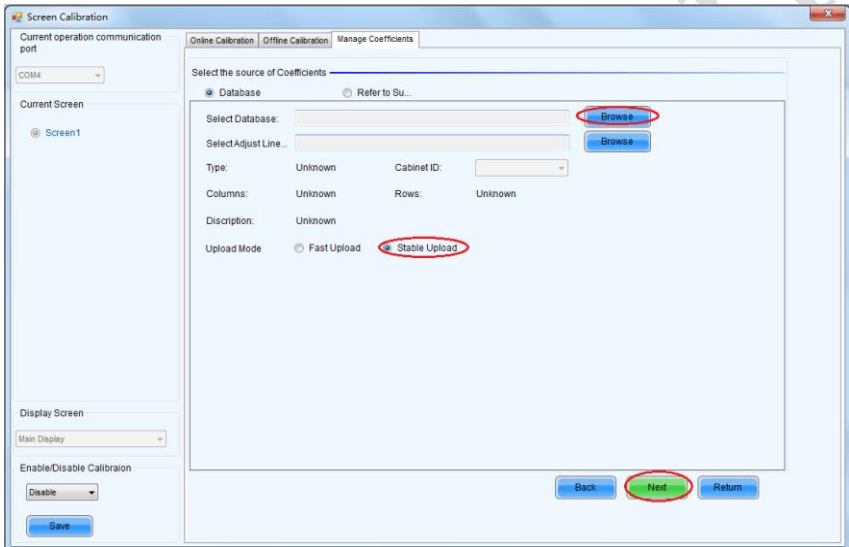 Screen Calibration
Current operation communication
port
COM4
Current Screen
Screen1
Display Screen
Main Display
Enable/Disable Calibraion
Disable
Save
Online Calibration Offline Calibration Manage Coefficients
Select the source of Coefficients
Database Refer to Su...
Select Database: Browse
Select Adjust Line... Browse
Type: Unknown Cabinet ID:
Columns: Unknown Rows: Unknown
Discription: Unknown
Upload Mode Fast Upload Stable Upload
Back Next Return